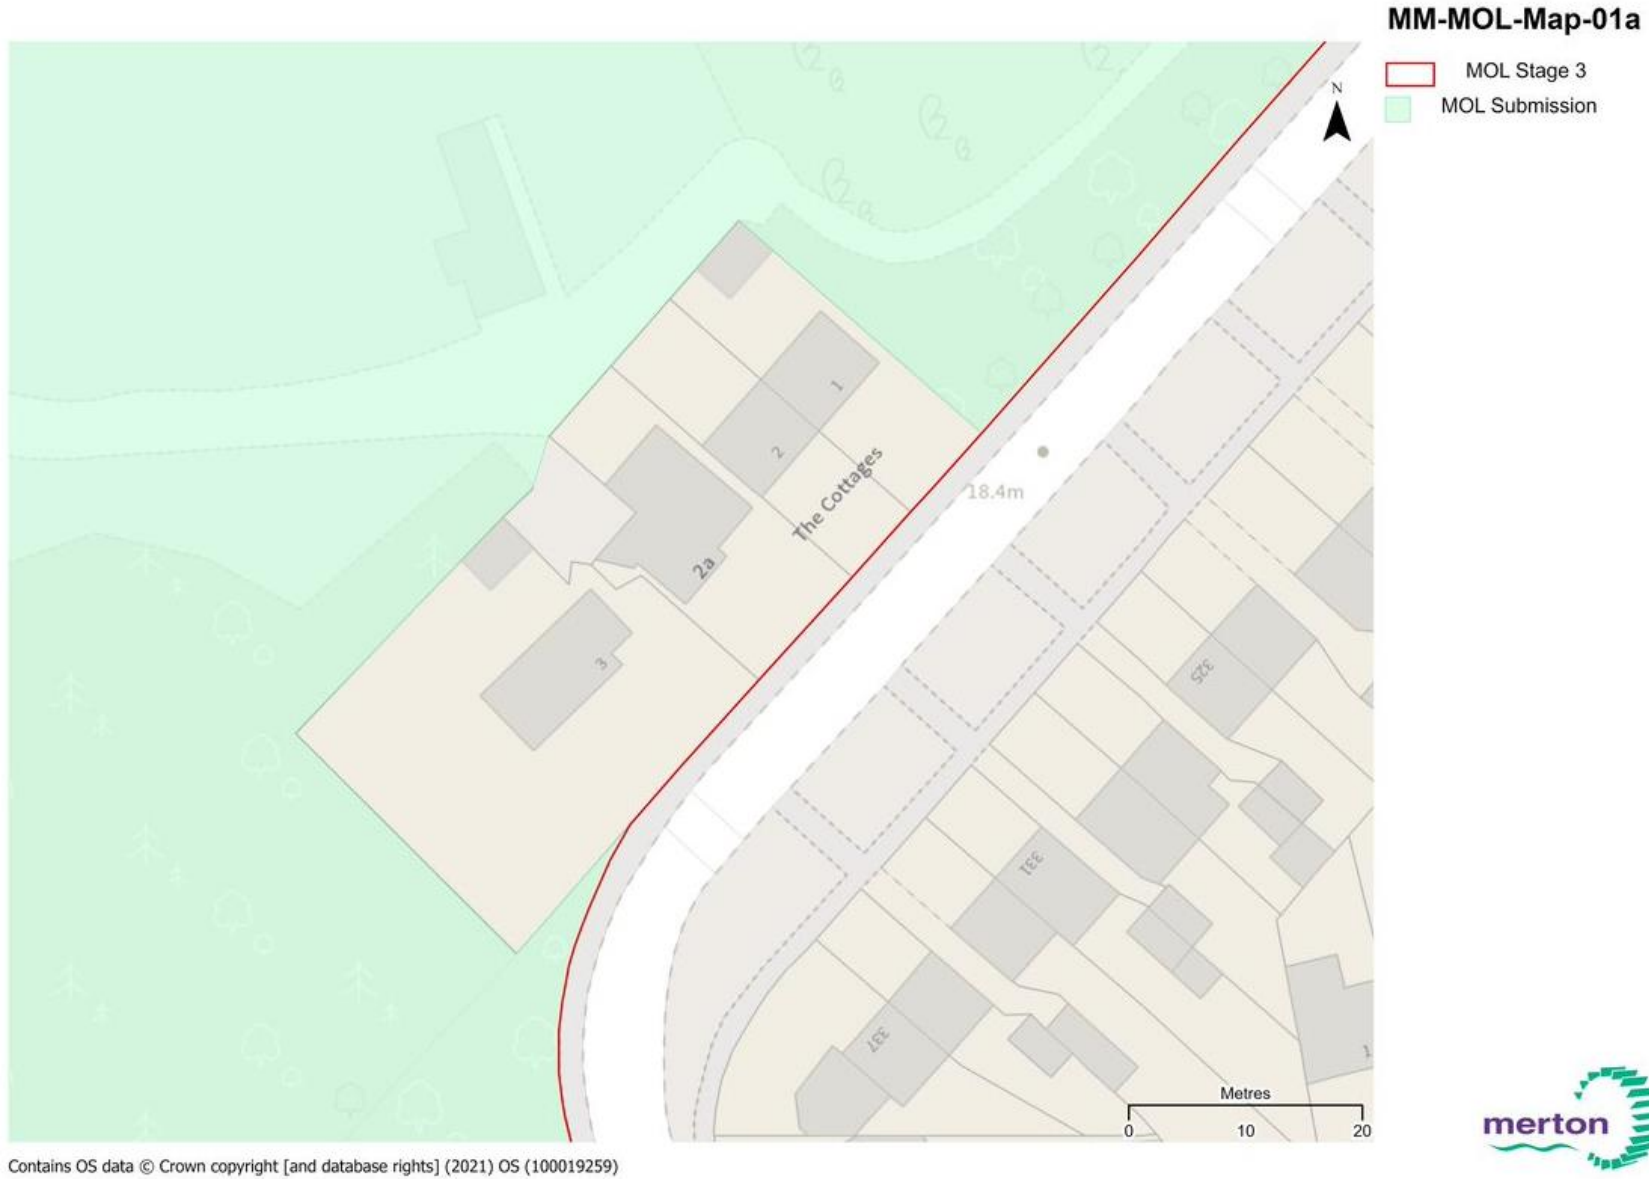 MM-MOL-Map-01a
MOL Stage 3
MOL Submission
N
1
2
The Cottages
18.4m
2a
3
325
331
337
Metres
0 10 20
merton
Contains OS data © Crown copyright [and database rights] (2021) OS (100019259)